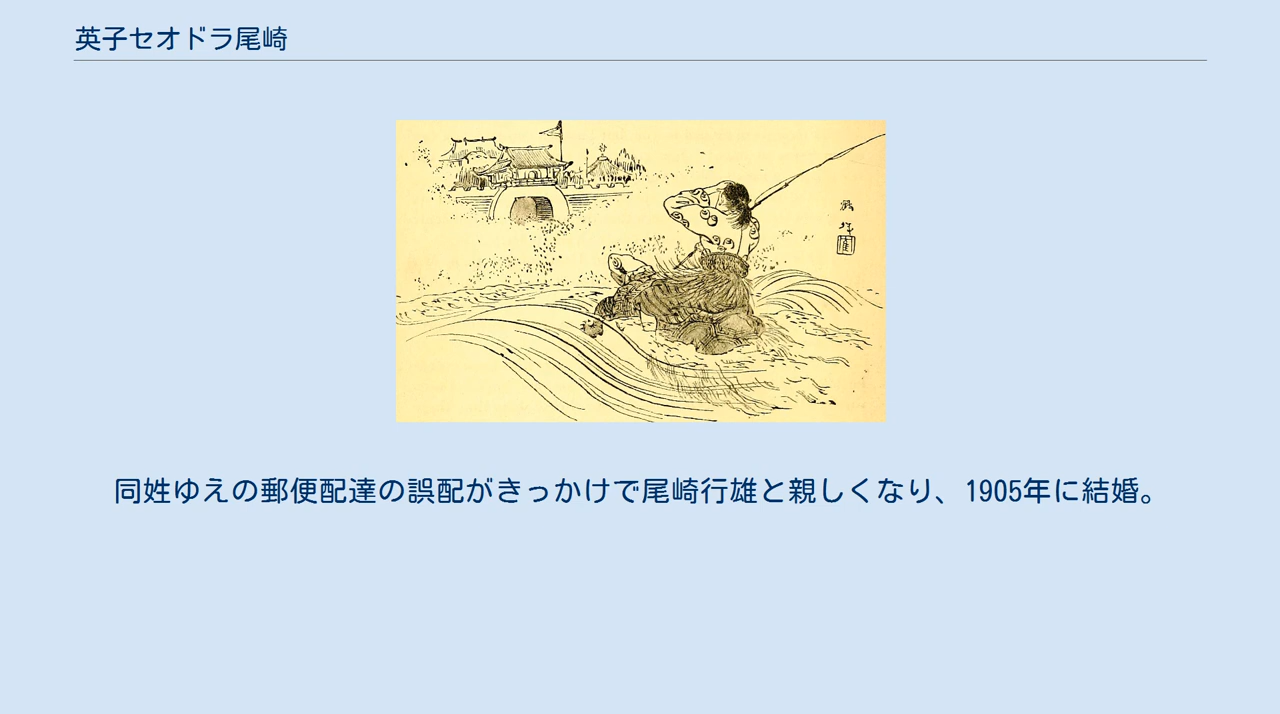 英子セオドラ尾崎
同姓ゆえの郵便配達の誤配がきっかけで尾崎行雄と親しくなり、1905年に結婚。